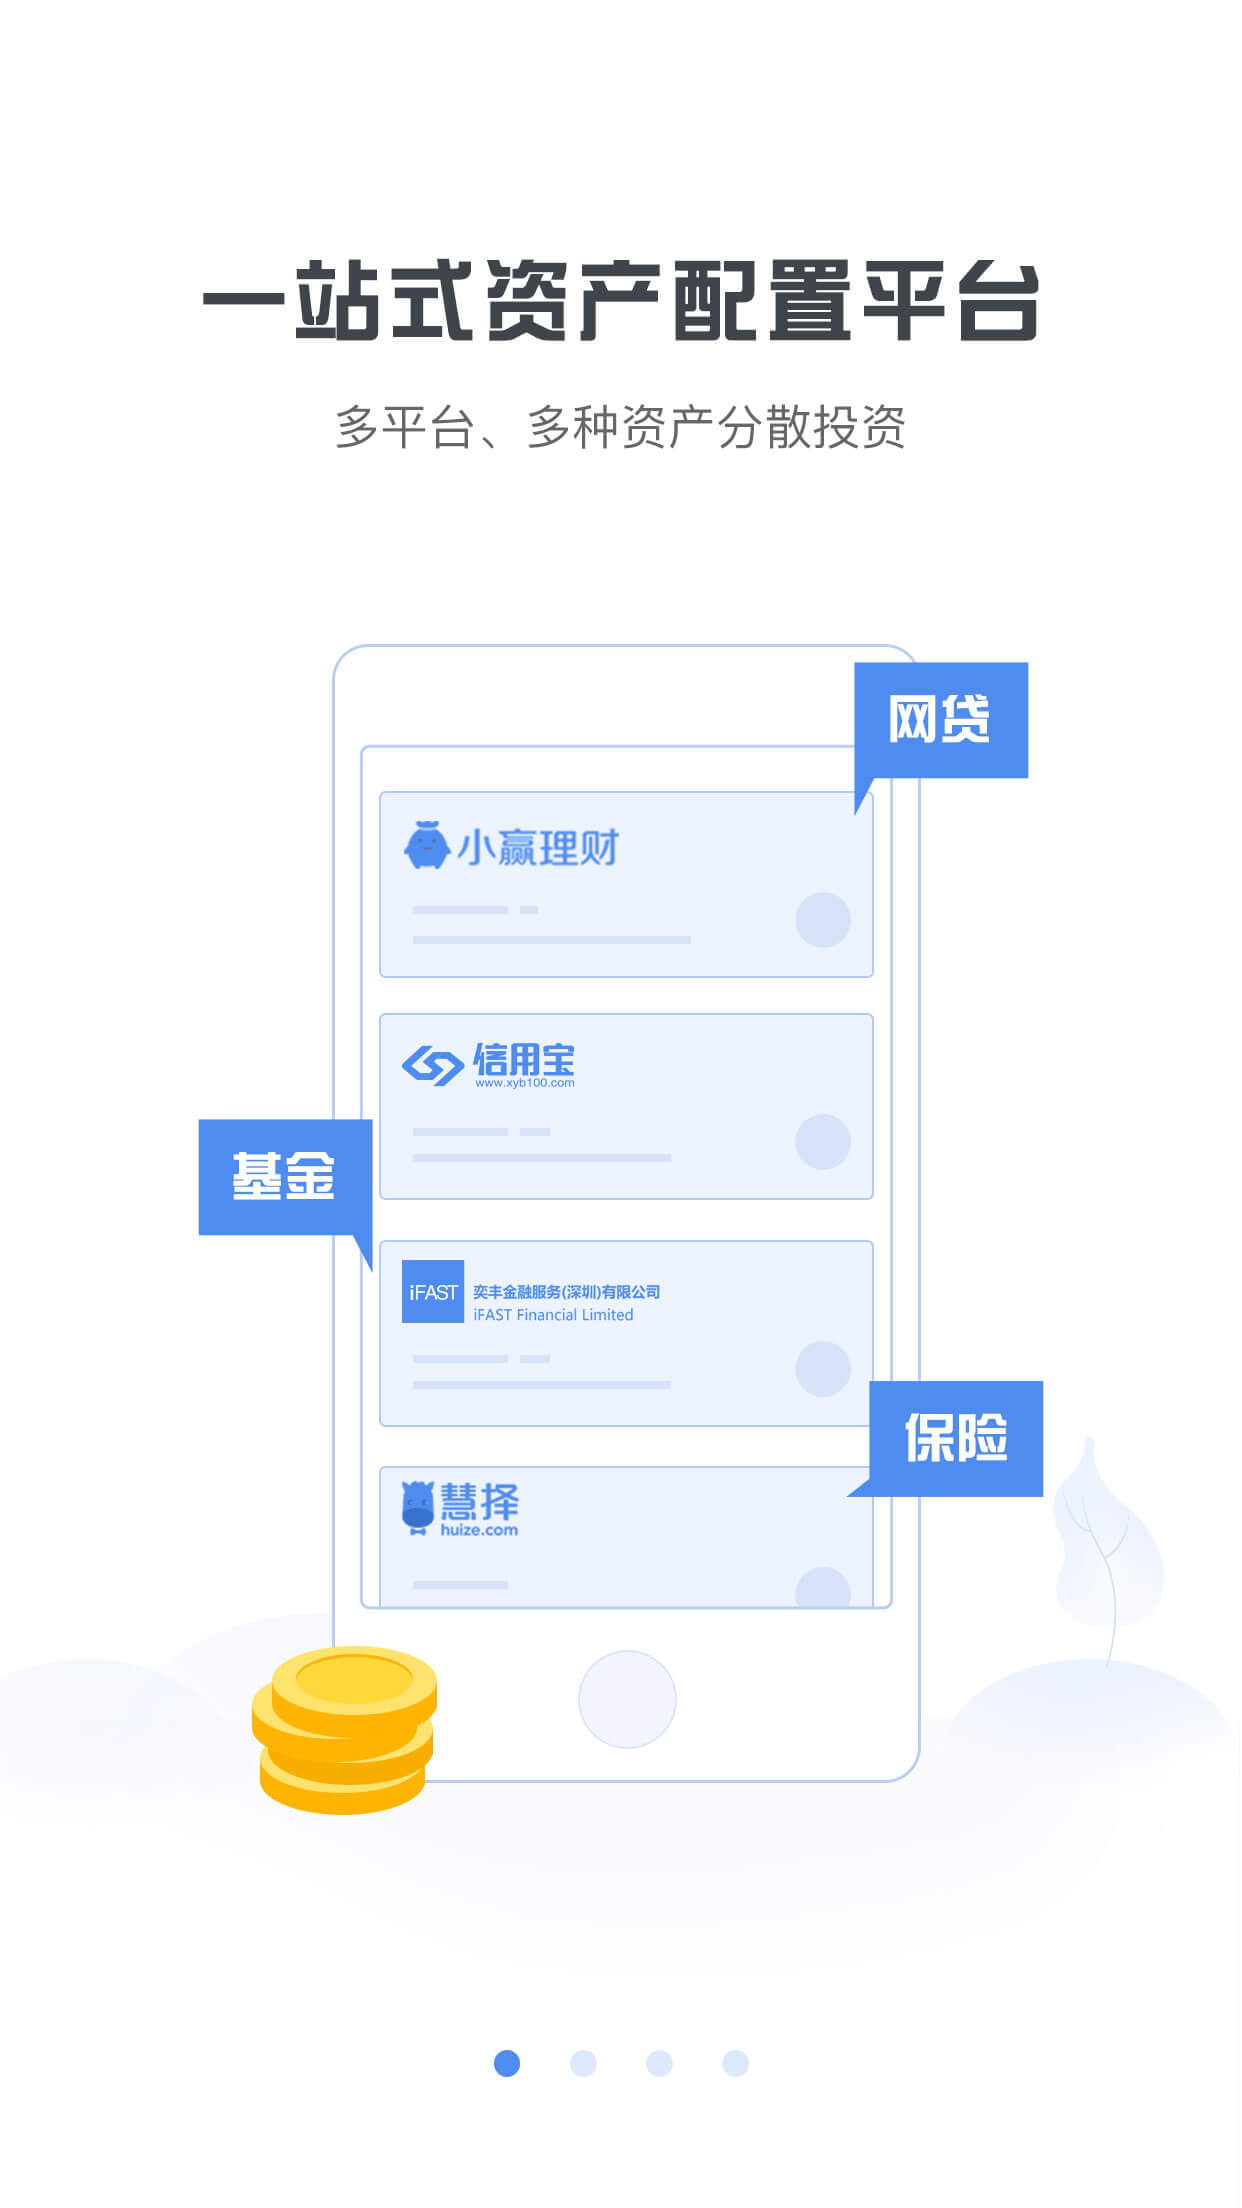 一站式资产配置平台
多平台、多种资产分散投资
网贷
小赢理财
信用宝
www.xyb100.com
基金
iFAST
奕丰金融服务(深圳)有限公司
iFAST Financial Limited
保险
慧择
huize.com